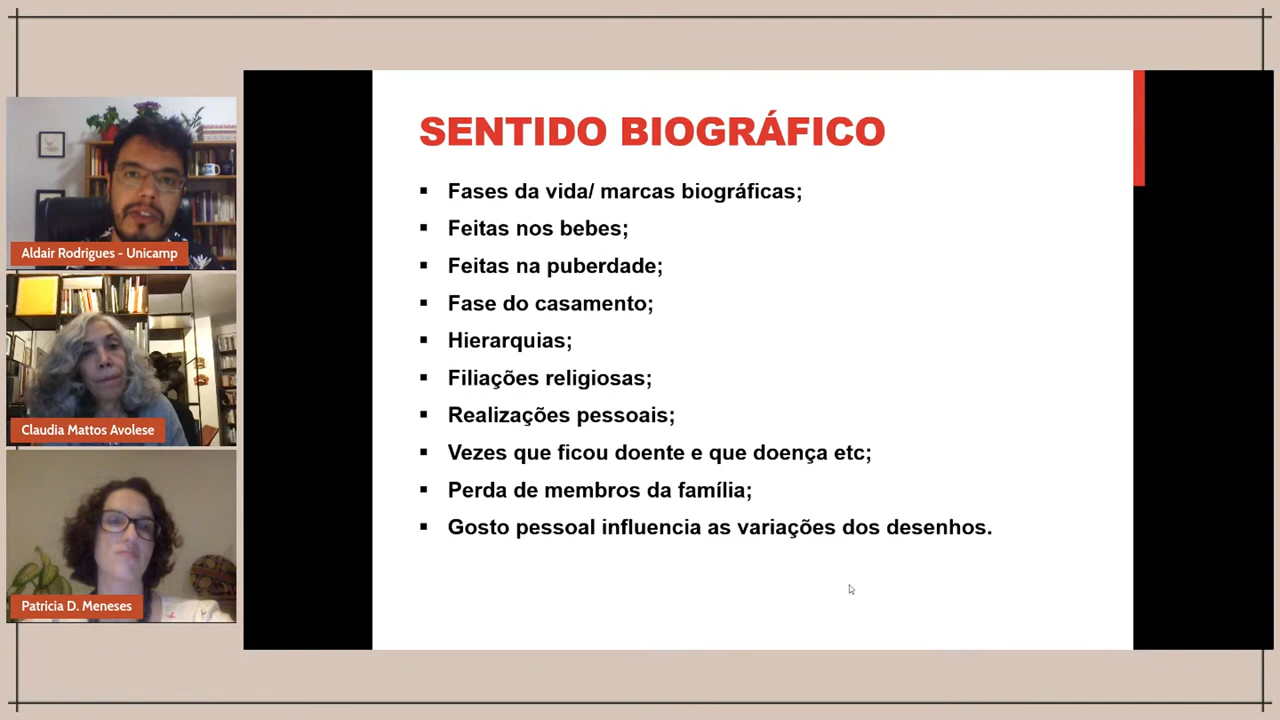 Aldair Rodrigues - Unicamp
Claudia Mattos Avolese
Patricia D. Meneses
SENTIDO BIOGRÁFICO
▪ Fases da vida/ marcas biográficas;
▪ Feitas nos bebes;
▪ Feitas na puberdade;
▪ Fase do casamento;
▪ Hierarquias;
▪ Filiações religiosas;
▪ Realizações pessoais;
▪ Vezes que ficou doente e que doença etc;
▪ Perda de membros da família;
▪ Gosto pessoal influencia as variações dos desenhos.